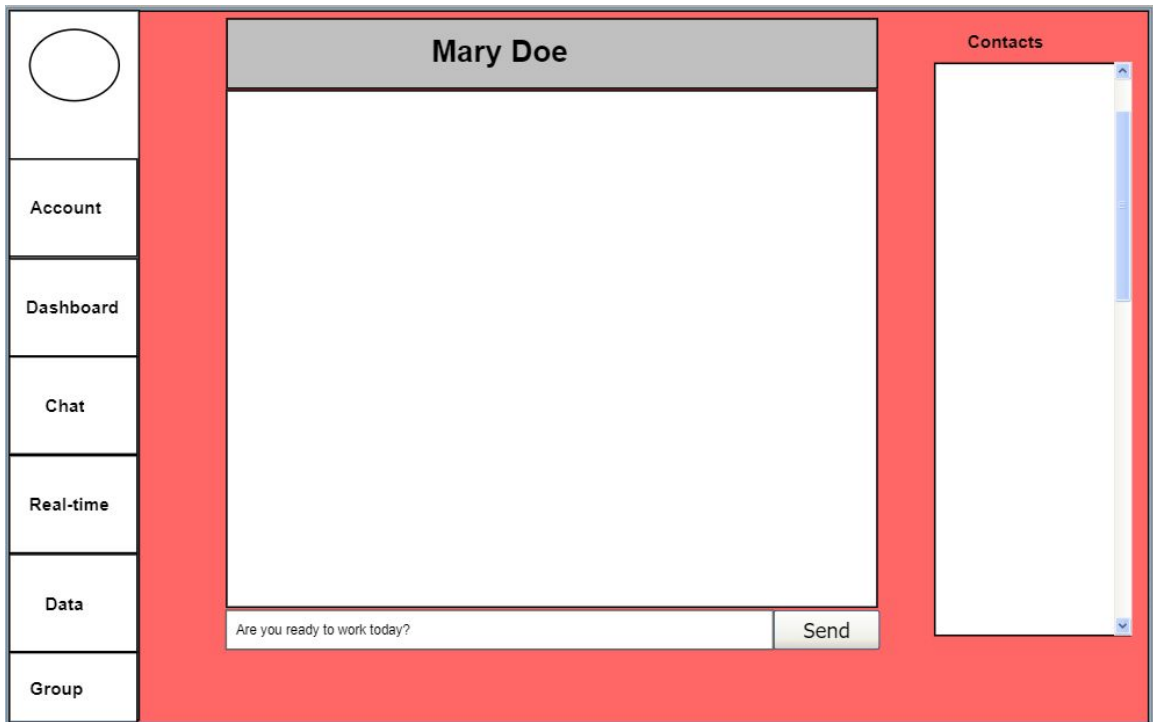 Account
Dashboard
Chat
Real-time
Data
Group
Mary Doe
Are you ready to work today?
Send
Contacts